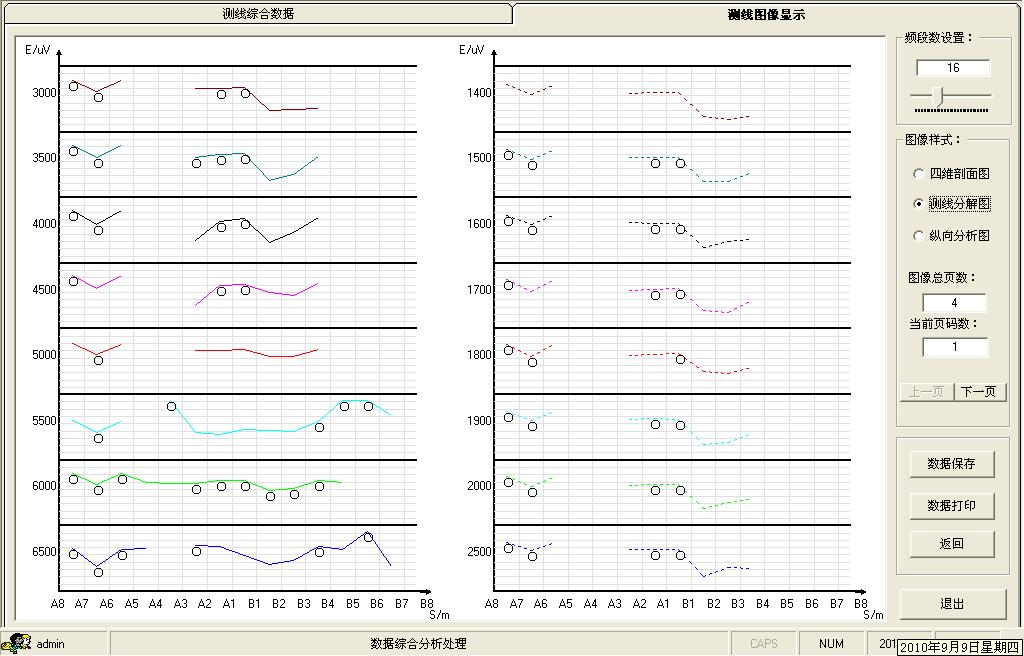 测线综合数据
测线图像显示
E/uV
3000
3500
4000
4500
5000
5500
6000
6500
A8 A7 A6 A5 A4 A3 A2 A1 B1 B2 B3 B4 B5 B6 B7 B8
S/m
E/uV
1400
1500
1600
1700
1800
1900
2000
2500
A8 A7 A6 A5 A4 A3 A2 A1 B1 B2 B3 B4 B5 B6 B7 B8
S/m
频段数设置：
16
图像样式：
四维剖面图
测线分解图
纵向分析图
图像总页数：
4
当前页码数：
1
上一页 下一页
数据保存
数据打印
返回
退出
admin
数据综合分析处理
CAPS
NUM
201
2010年9月9日星期四